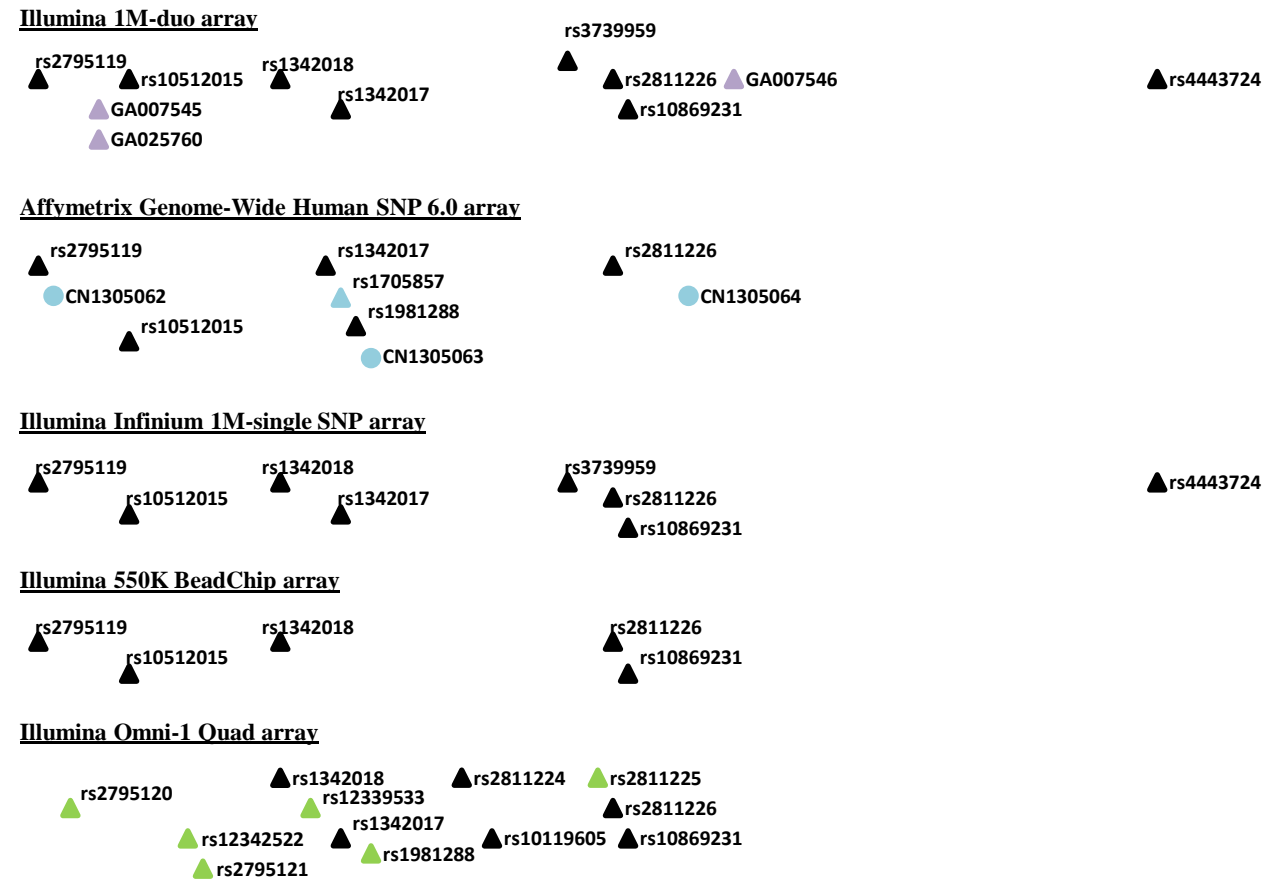 Illumina 1M-duo array
rs3739959
rs2795119
rs1342018
rs10512015
rs2811226
GA007546
rs4443724
rs1342017
GA007545
rs10869231
GA025760
Affymetrix Genome-Wide Human SNP 6.0 array
rs2795119
rs1342017
rs2811226
rs1705857
CN1305062
CN1305064
rs1981288
rs10512015
CN1305063
Illumina Infinium 1M-single SNP array
rs2795119
rs1342018
rs3739959
rs4443724
rs10512015
rs1342017
rs2811226
rs10869231
Illumina 550K BeadChip array
rs2795119
rs1342018
rs2811226
rs10512015
rs10869231
Illumina Omni-1 Quad array
rs1342018
rs2811224
rs2811225
rs2795120
rs12339533
rs2811226
rs1342017
rs12342522
rs10119605
rs10869231
rs1981288
rs2795121